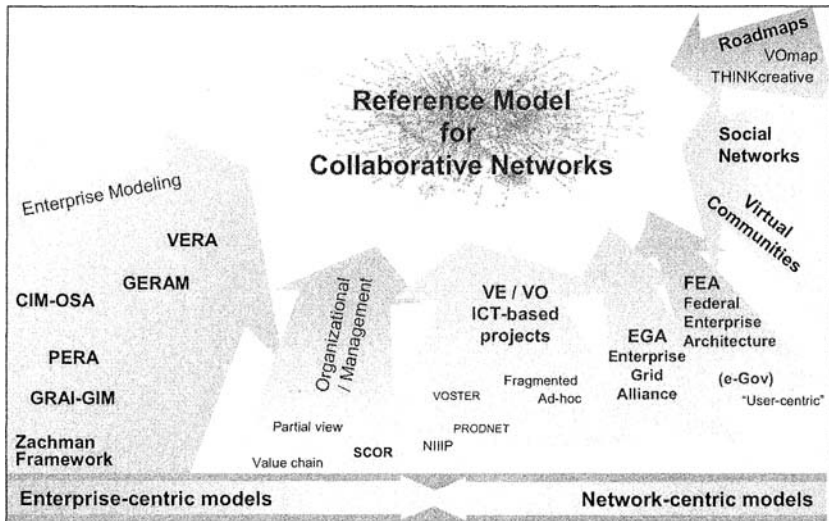 Roadmaps
VOmap
THINKcreative
Reference Model
for
Collaborative Networks
Social
Networks
Virtual
Communities
Enterprise Modeling
VERA
GERAM
CIM-OSA
PERA
GRAI-GIM
Zachman
Framework
Organizational
/ Management
Partial view
Value chain
SCOR
VE / VO
ICT-based
projects
Fragmented
Ad-hoc
VOSTER
PRODNET
NIIIP
EGA
Enterprise
Grid
Alliance
FEA
Federal
Enterprise
Architecture
(e-Gov)
"User-centric"
Enterprise-centric models
Network-centric models